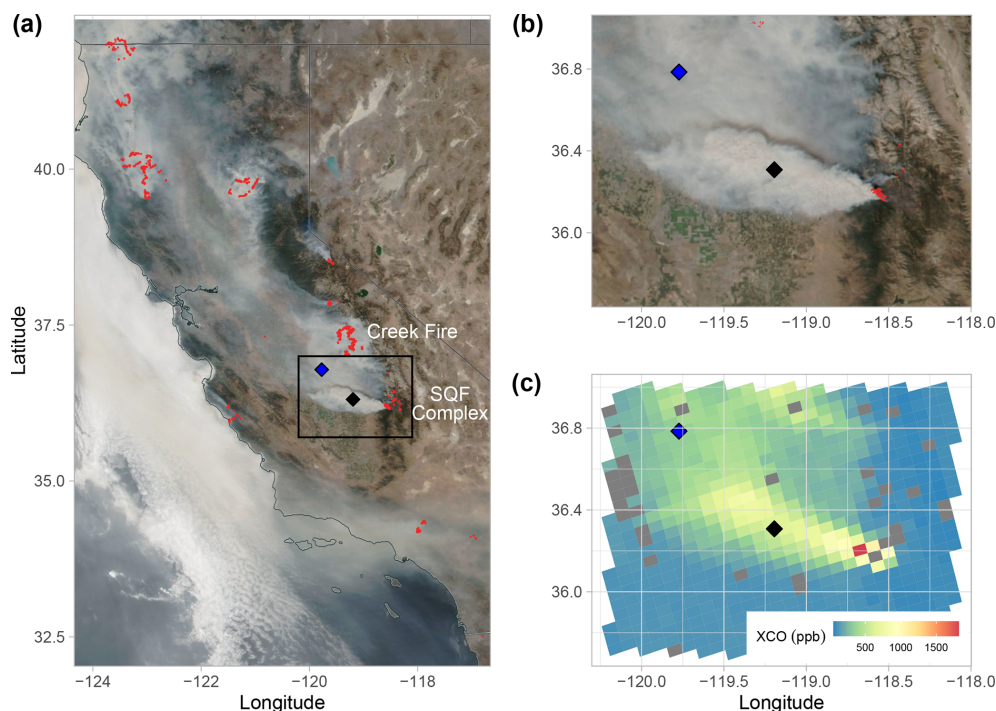 (a)
Latitude
40.0
37.5
35.0
32.5
Creek Fire
SQF
Complex
−124
−122
−120
−118
Longitude
(b)
36.8
36.4
36.0
−120.0
−119.5
−119.0
−118.5
−118.0
(c)
36.8
36.4
36.0
XCO (ppb)
500
1000
1500
−120.0
−119.5
−119.0
−118.5
−118.0
Longitude